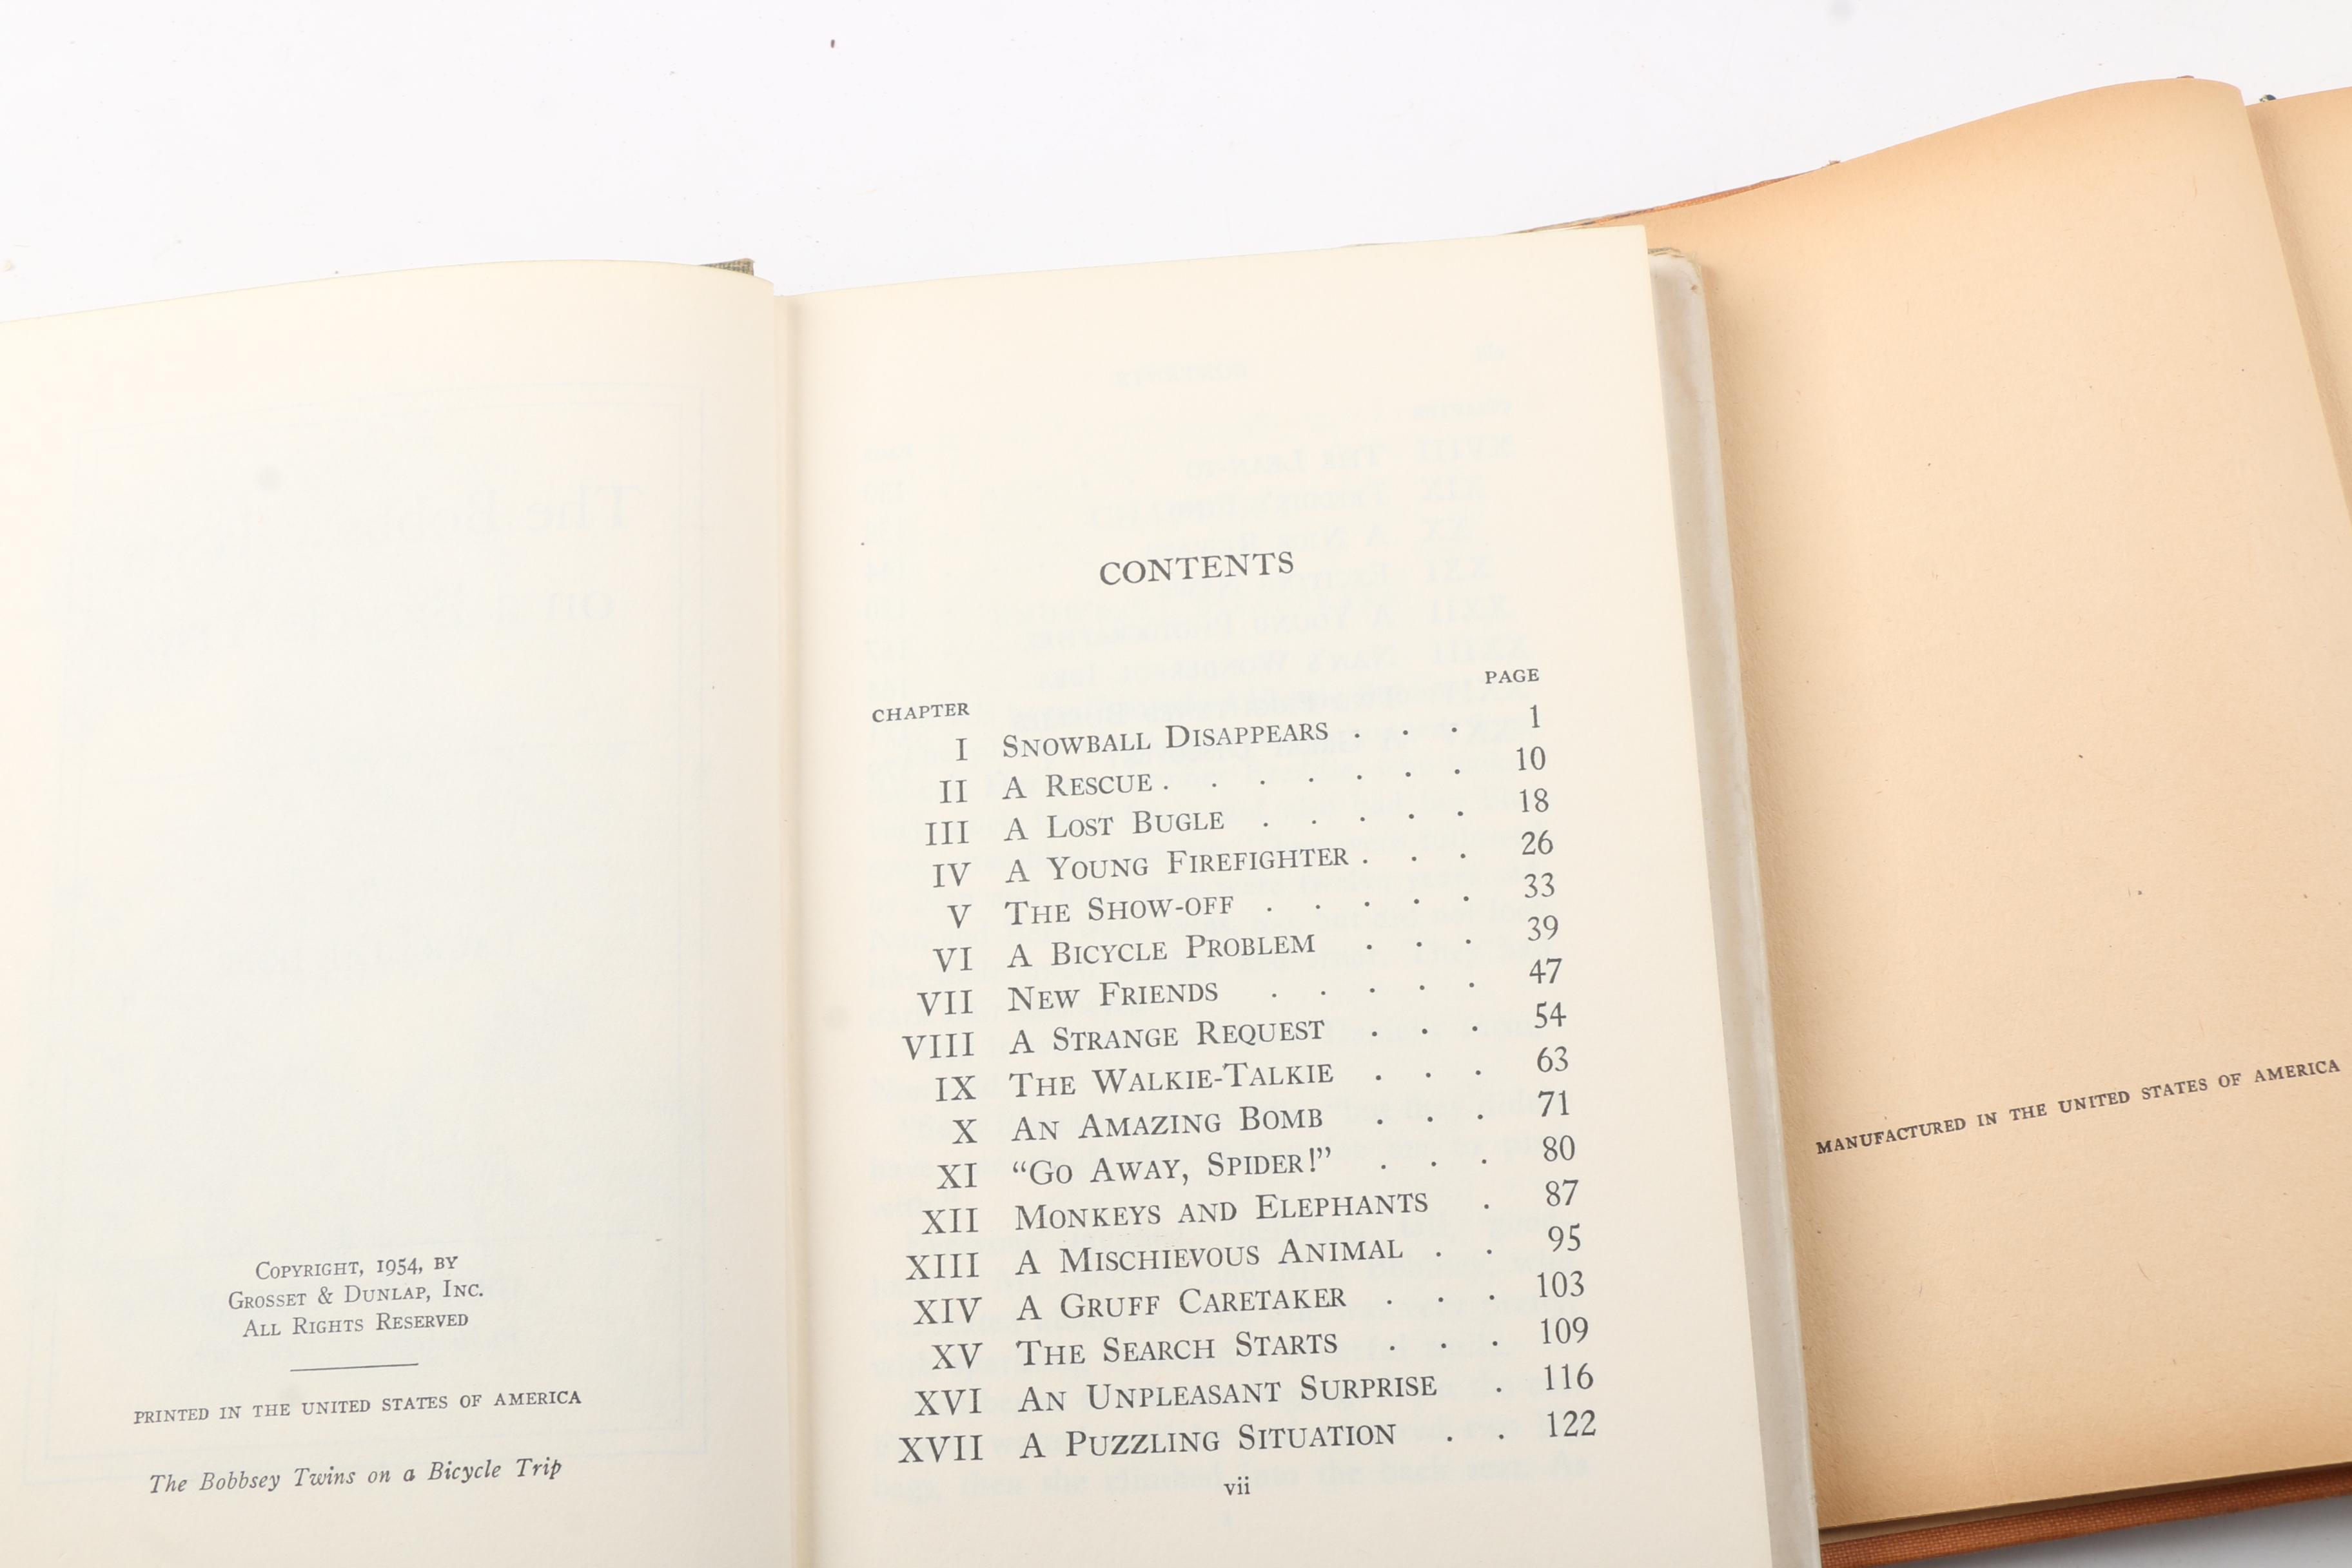 COPYRIGHT, 1954, BY
GROSSET & DUNLAP, INC.
ALL RIGHTS RESERVED
PRINTED IN THE UNITED STATES OF AMERICA
The Bobbsey Twins on a Bicycle Trip
CONTENTS
CHAPTER PAGE
I SNOWBALL DISAPPEARS . . . 1
II A RESCUE . . . . . . . 10
III A LOST BUGLE . . . . . 18
IV A YOUNG FIREFIGHTER . . . 26
V THE SHOW-OFF . . . . . 33
VI A BICYCLE PROBLEM . . . 39
VII NEW FRIENDS . . . . . 47
VIII A STRANGE REQUEST . . . 54
IX THE WALKIE-TALKIE . . . 63
X AN AMAZING BOMB . . . 71
XI “GO AWAY, SPIDER!” . . . 80
XII MONKEYS AND ELEPHANTS . 87
XIII A MISCHIEVOUS ANIMAL . . 95
XIV A GRUFF CARETAKER . . . 103
XV THE SEARCH STARTS . . . 109
XVI AN UNPLEASANT SURPRISE . 116
XVII A PUZZLING SITUATION . . 122
vii
MANUFACTURED IN THE UNITED STATES OF AMERICA